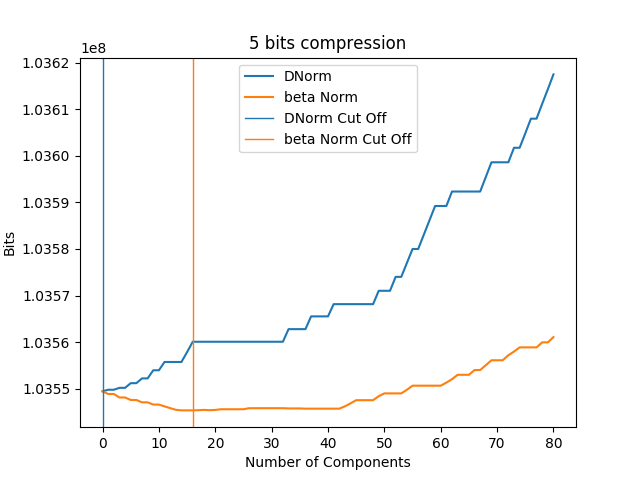 5 bits compression
1e8
1.0362
1.0361
1.0360
1.0359
1.0358
1.0357
1.0356
1.0355
Bits
DNorm
beta Norm
DNorm Cut Off
beta Norm Cut Off
0 10 20 30 40 50 60 70 80
Number of Components